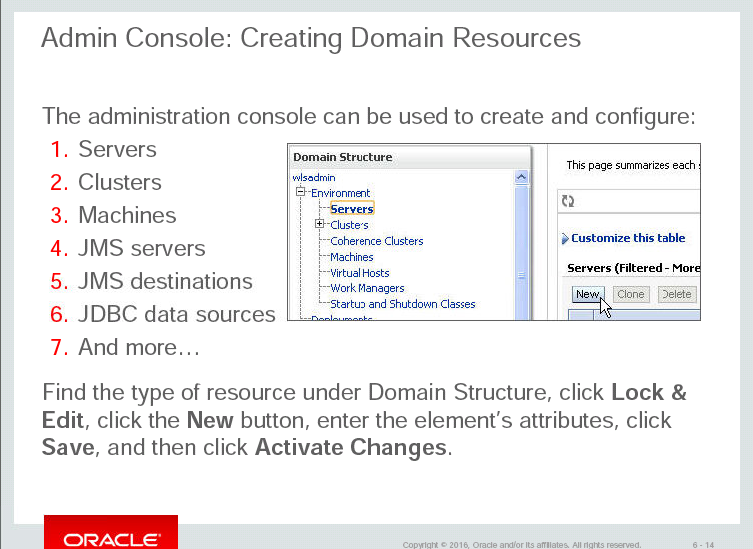 Admin Console: Creating Domain Resources
The administration console can be used to create and configure:
1. Servers
2. Clusters
3. Machines
4. JMS servers
5. JMS destinations
6. JDBC data sources
7. And more…
Domain Structure
wlsadmin
Environment
Servers
Clusters
Coherence Clusters
Machines
Virtual Hosts
Work Managers
Startup and Shutdown Classes
Deployments
This page summarizes each s
Customize this table
Servers (Filtered - More
New Clone Delete
Find the type of resource under Domain Structure, click Lock &
Edit, click the New button, enter the element's attributes, click
Save, and then click Activate Changes.
ORACLE
Copyright © 2016, Oracle and/or its affiliates. All rights reserved. 6 - 14